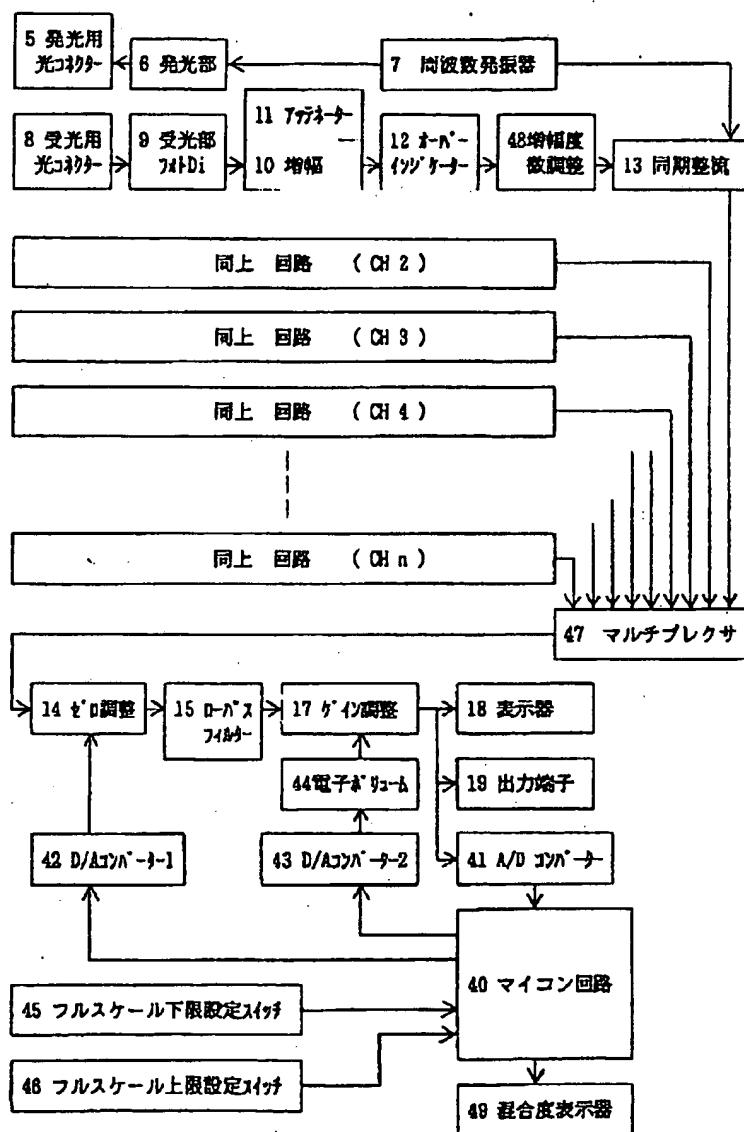 5 発光用
光コネクター
6 発光部
7 周波数発振器
8 受光用
光コネクター
9 受光部
フォトDi
11 アッテネーター
10 増幅
12 オーバー
インジケーター
48増幅度
微調整
13 同期整流
同上 回路 (CH 2)
同上 回路 (CH 3)
同上 回路 (CH 4)
同上 回路 (CH n)
47 マルチプレクサ
14 ゼロ調整
15 ローパス
フィルター
17 ゲイン調整
18 表示器
44電子ボリューム
19 出力端子
42 D/Aコンバーター1
43 D/Aコンバーター2
41 A/D コンバーター
40 マイコン回路
45 フルスケール下限設定スイッチ
46 フルスケール上限設定スイッチ
49 混合度表示器